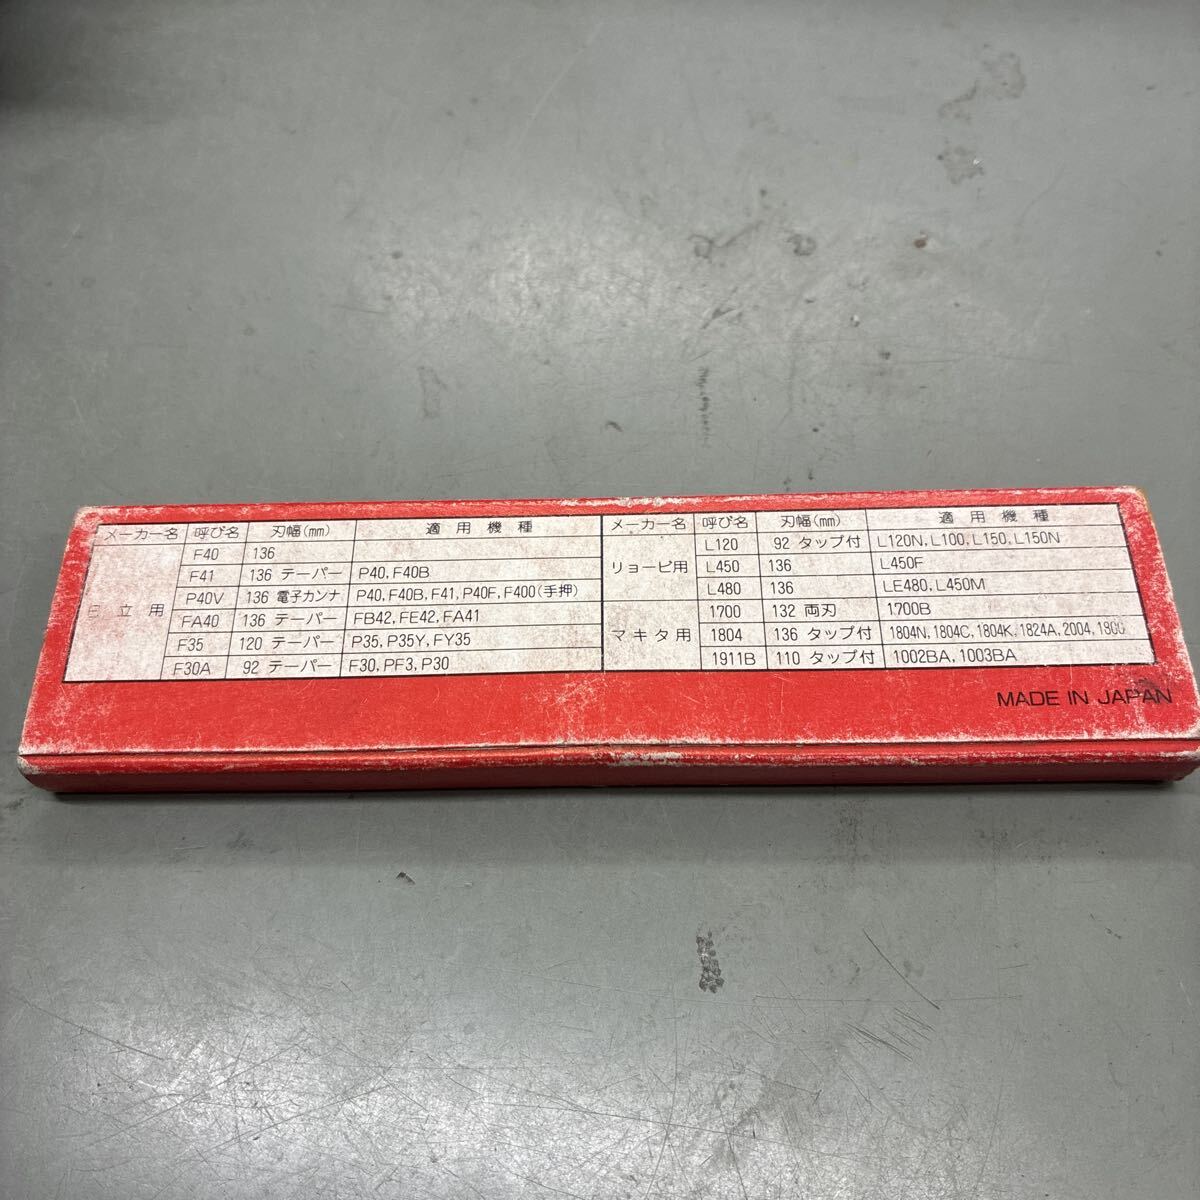 メーカー名 呼び名 刃幅(mm) 適用機種
日立用
F40 136
F41 136 テーパー P40, F40B
P40V 136 電子カンナ P40, F40B, F41, P40F, F400(手押)
FA40 136 テーパー FB42, FE42, FA41
F35 120 テーパー P35, P35Y, FY35
F30A 92 テーパー F30, PF3, P30
メーカー名 呼び名 刃幅(mm) 適用機種
リョービ用
L120 92 タップ付 L120N, L100, L150, L150N
L450 136 L450F
L480 136 LE480, L450M
マキタ用
1700 132 両刃 1700B
1804 136 タップ付 1804N, 1804C, 1804K, 1824A, 2004, 1800
1911B 110 タップ付 1002BA, 1003BA
MADE IN JAPAN